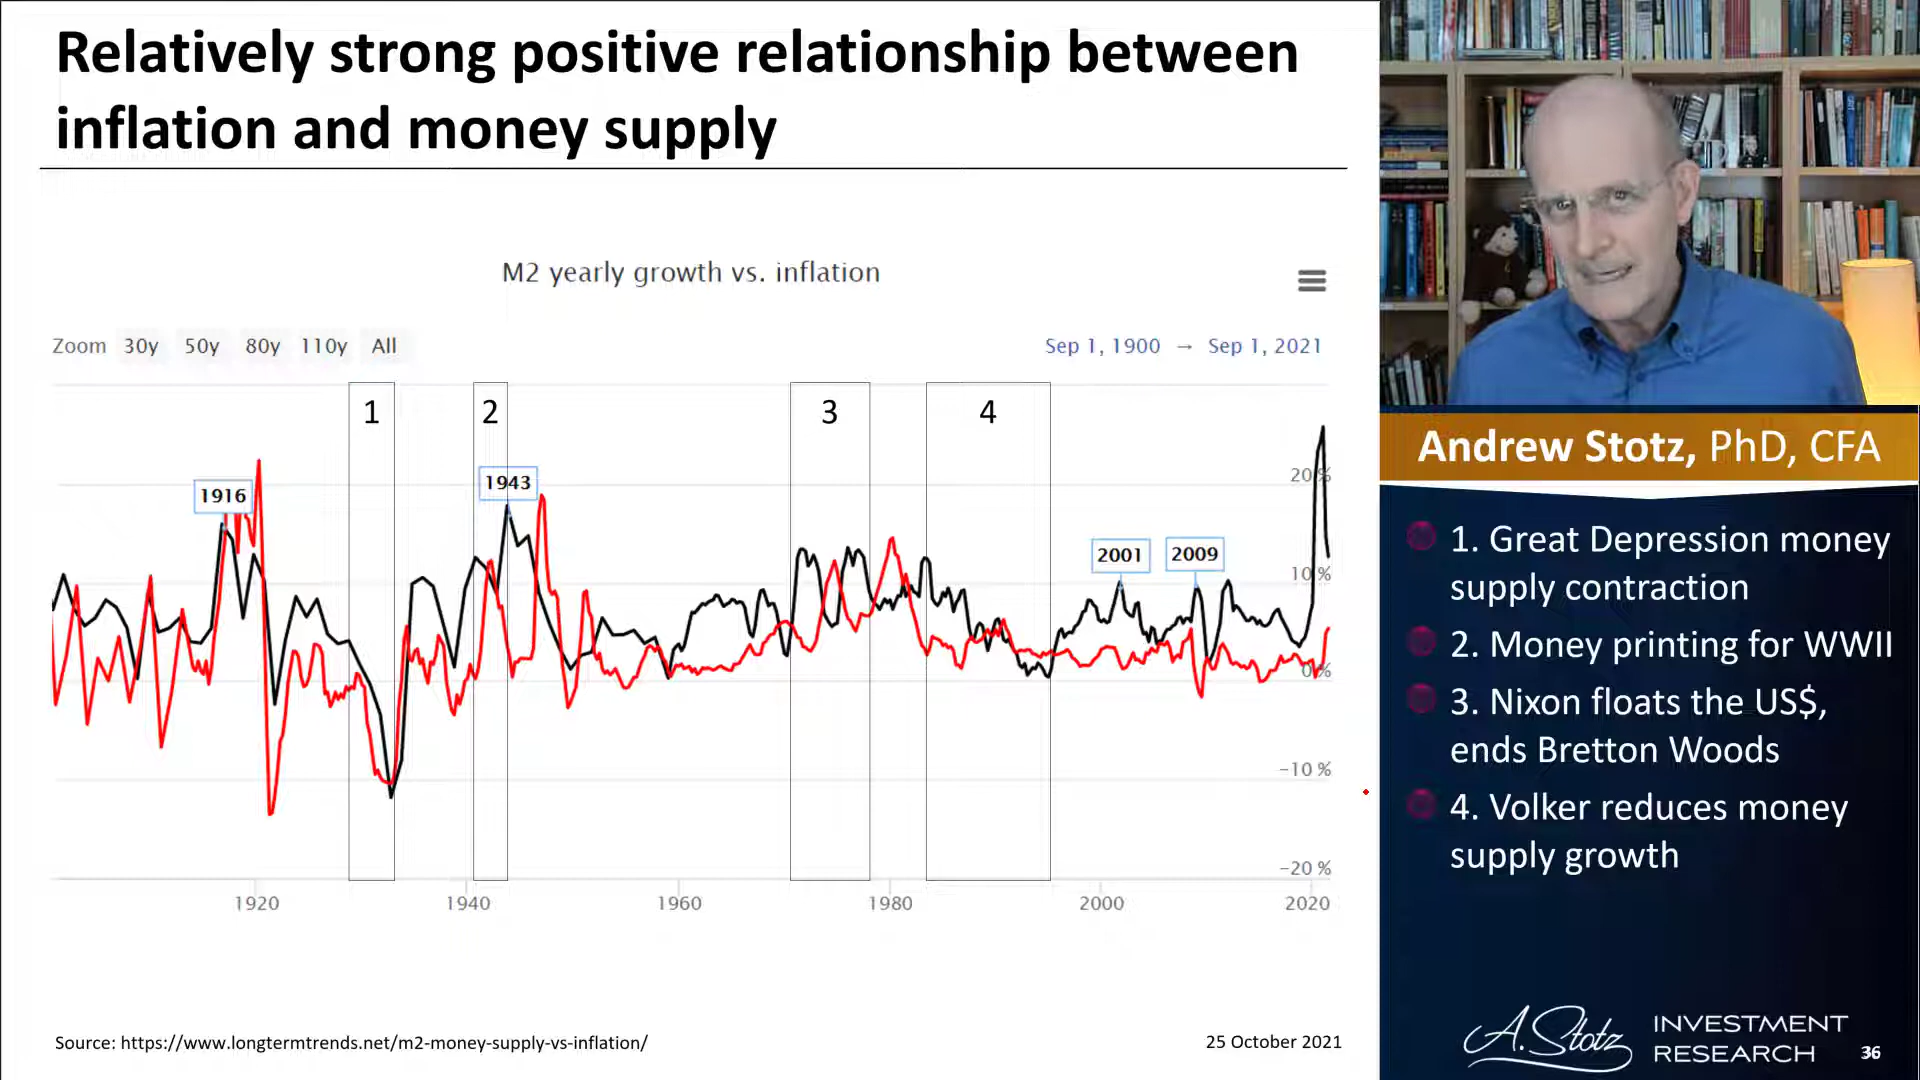 Relatively strong positive relationship between
inflation and money supply
M2 yearly growth vs. inflation
Zoom 30y 50y 80y 110y All
Sep 1, 1900 → Sep 1, 2021
1 2 3 4
1916
1943
2001
2009
20 %
10 %
0 %
−10 %
−20 %
1920 1940 1960 1980 2000 2020
Source: https://www.longtermtrends.net/m2-money-supply-vs-inflation/
25 October 2021
Andrew Stotz, PhD, CFA
1. Great Depression money
supply contraction
2. Money printing for WWII
3. Nixon floats the US$,
ends Bretton Woods
4. Volker reduces money
supply growth
A. Stotz
INVESTMENT
RESEARCH
36